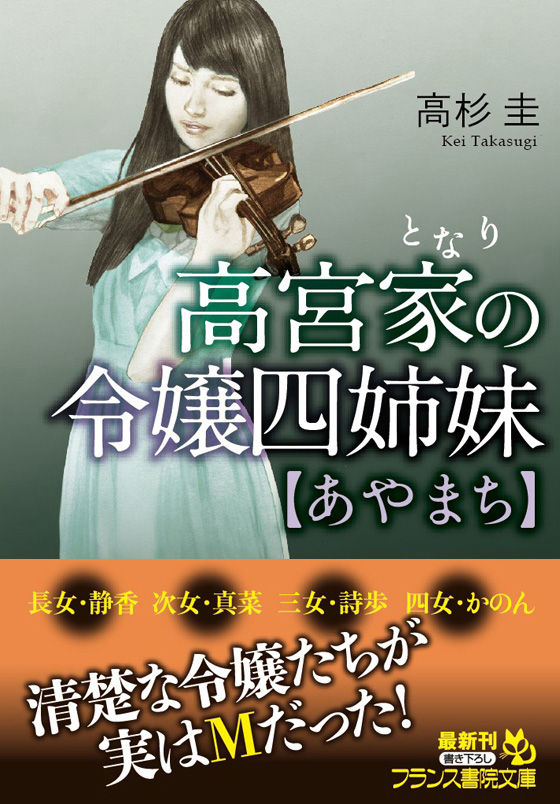 高杉 圭
Kei Takasugi
となり
高宮家の
令嬢四姉妹
【あやまち】
長女・静香 次女・真菜 三女・詩歩 四女・かのん
清楚な令嬢たちが
実はMだった!
最新刊
書き下ろし
フランス書院文庫